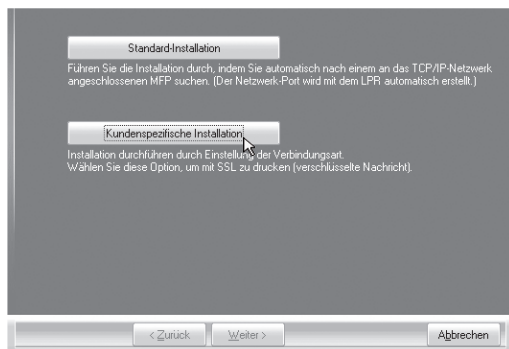 Standard-Installation
Führen Sie die Installation durch, indem Sie automatisch nach einem an das TCP/IP-Netzwerk
angeschlossenen MFP suchen. (Der Netzwerk-Port wird mit dem LPR automatisch erstellt.)
Kundenspezifische Installation
Installation durchführen durch Einstellung der Verbindungsart.
Wählen Sie diese Option, um mit SSL zu drucken (verschlüsselte Nachricht).
< Zurück Weiter > Abbrechen